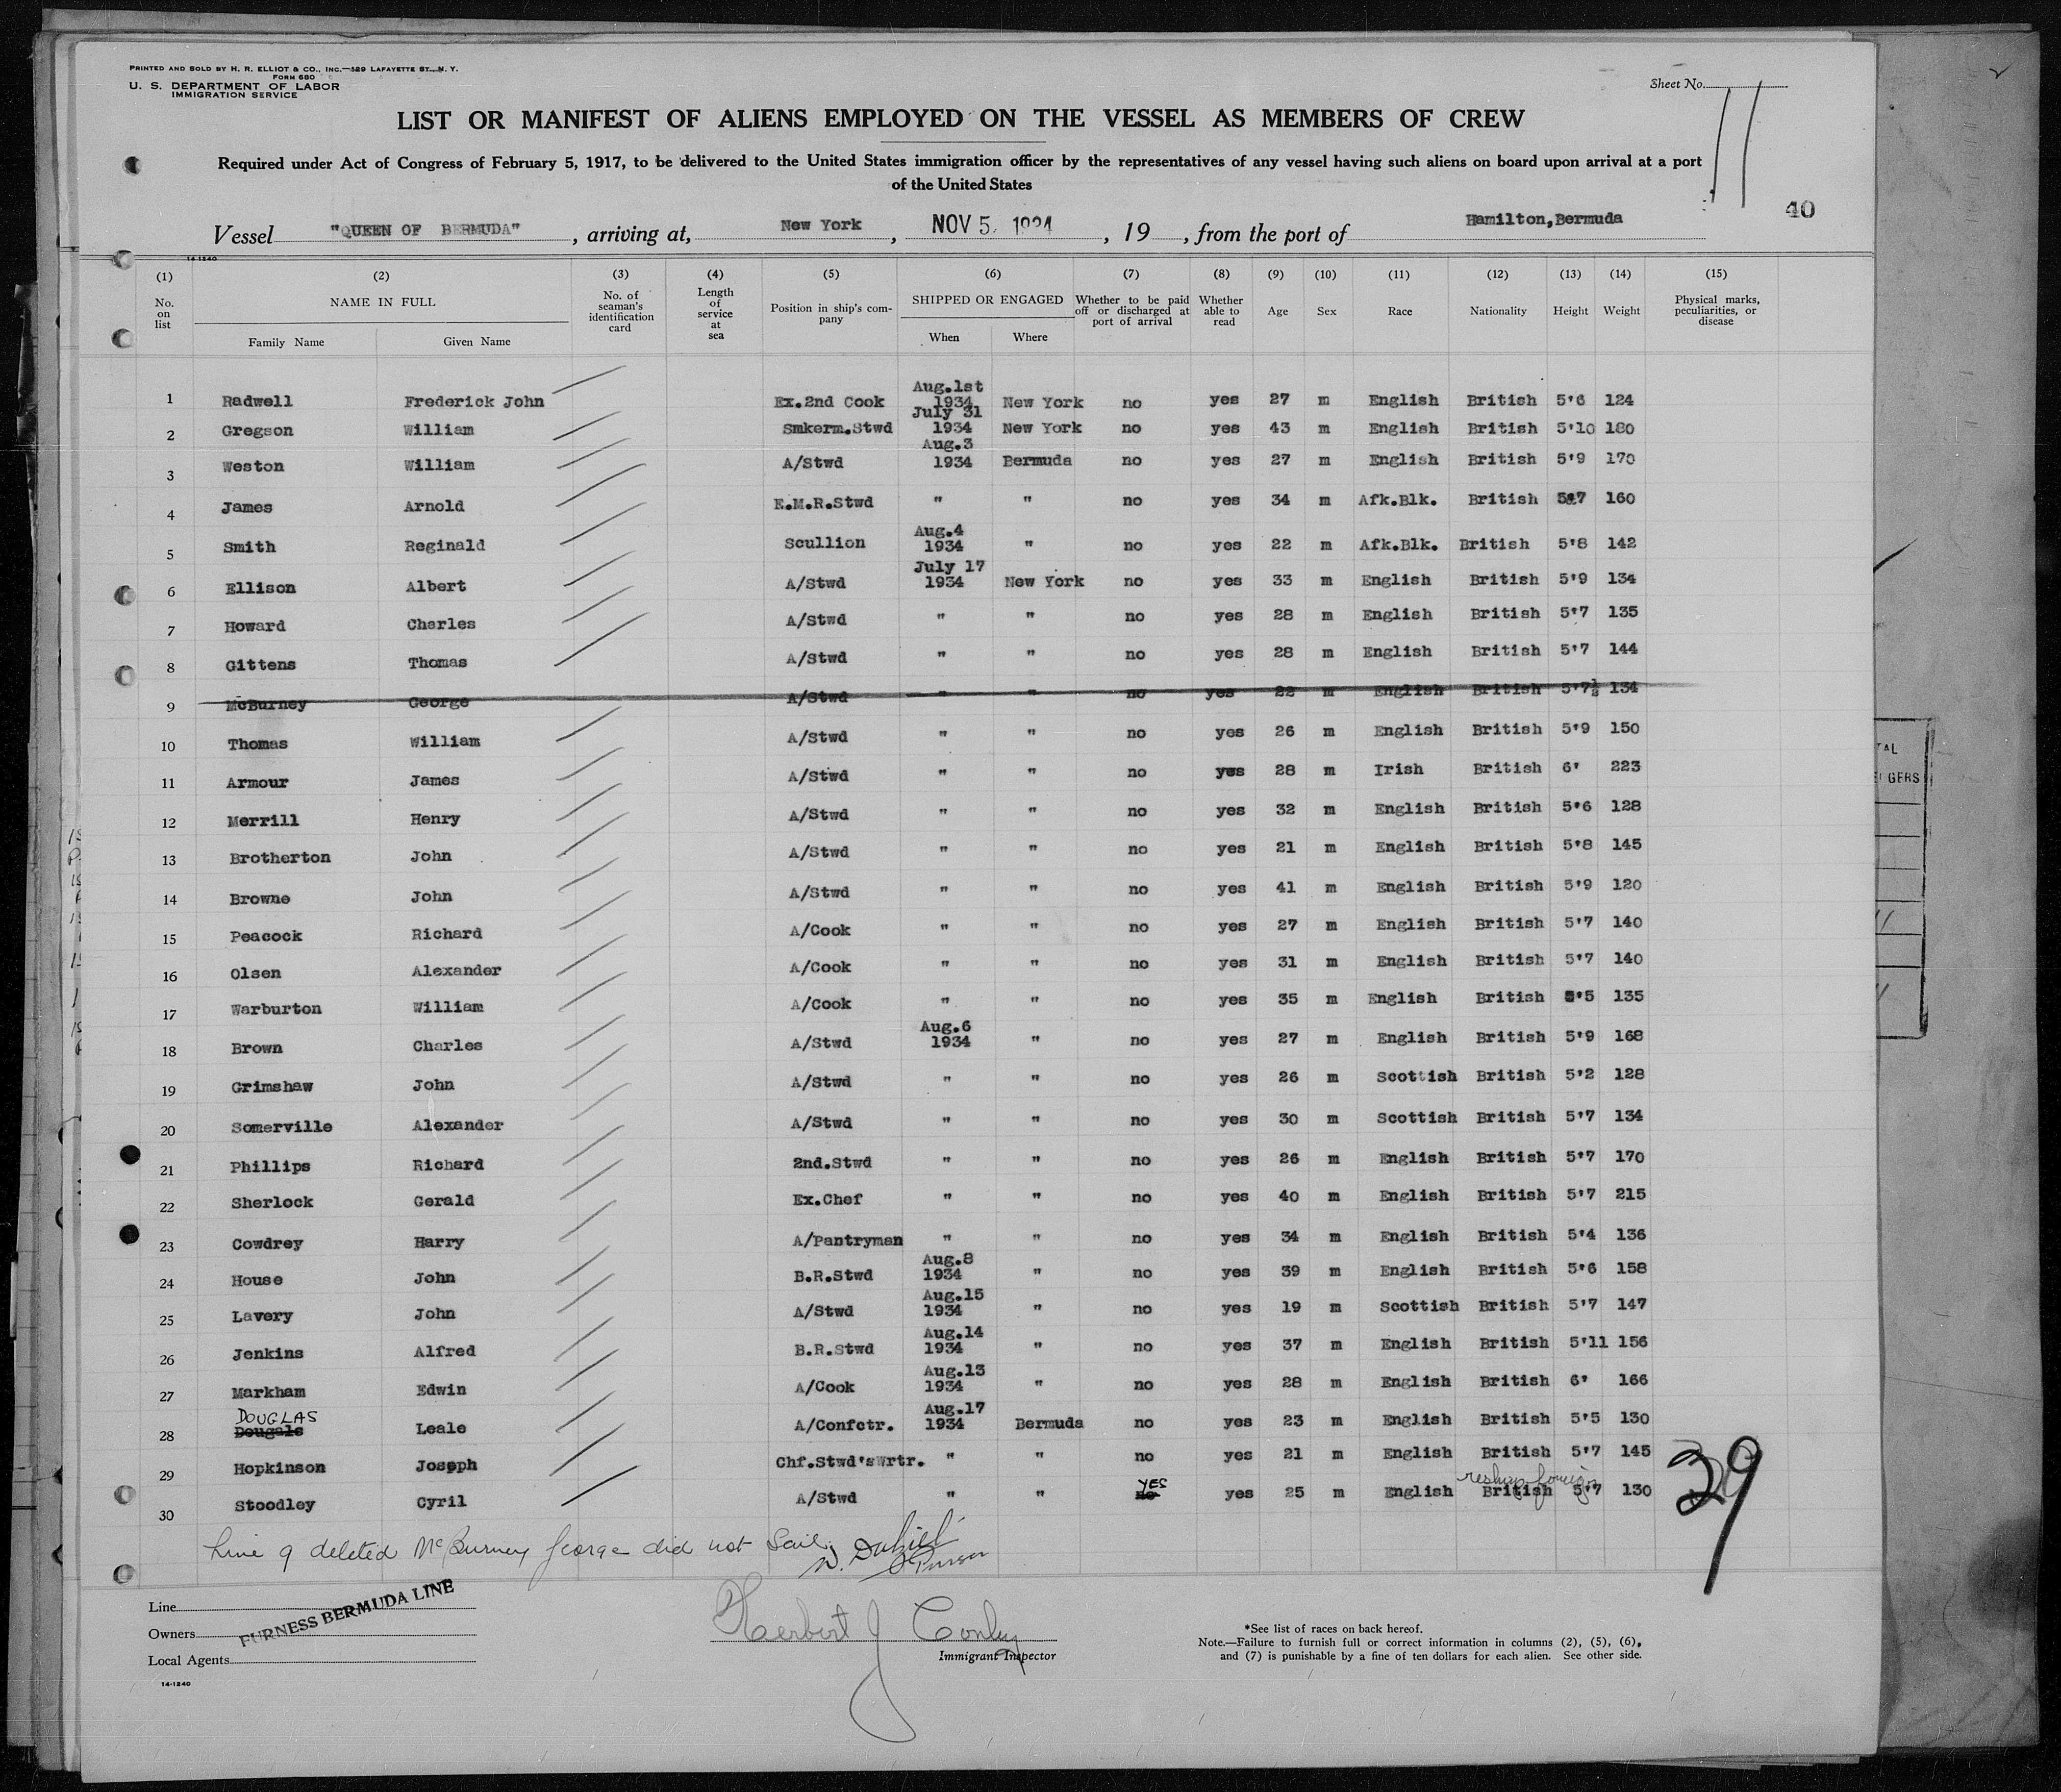 PRINTED AND SOLD BY H. R. ELLIOT & CO., INC.—529 LAFAYETTE ST., N. Y.
FORM 680
U. S. DEPARTMENT OF LABOR
IMMIGRATION SERVICE
Sheet No.
11
LIST OR MANIFEST OF ALIENS EMPLOYED ON THE VESSEL AS MEMBERS OF CREW
Required under Act of Congress of February 5, 1917, to be delivered to the United States immigration officer by the representatives of any vessel having such aliens on board upon arrival at a port
of the United States
40
Vessel "QUEEN OF BERMUDA", arriving at, New York, NOV 5, 1934, 19 , from the port of Hamilton,Bermuda
14-1240
(1) (2) (3) (4) (5) (6) (7) (8) (9) (10) (11) (12) (13) (14) (15)
No. on list NAME IN FULL Family Name Given Name No. of seaman's identification card Length of service at sea Position in ship's company SHIPPED OR ENGAGED When Where Whether to be paid off or discharged at port of arrival Whether able to read Age Sex Race Nationality Height Weight Physical marks, peculiarities, or disease
1 Radwell Frederick John Ex.2nd Cook Aug.1st 1934 New York no yes 27 m English British 5'6 124
2 Gregson William Smkerm.Stwd July 31 1934 New York no yes 43 m English British 5'10 180
3 Weston William A/Stwd Aug.3 1934 Bermuda no yes 27 m English British 5'9 170
4 James Arnold E.M.R.Stwd " " no yes 34 m Afk.Blk. British 5'7 160
5 Smith Reginald Scullion Aug.4 1934 " no yes 22 m Afk.Blk. British 5'8 142
6 Ellison Albert A/Stwd July 17 1934 New York no yes 33 m English British 5'9 134
7 Howard Charles A/Stwd " " no yes 28 m English British 5'7 135
8 Gittens Thomas A/Stwd " " no yes 28 m English British 5'7 144
9 McBurney George A/Stwd " " no yes 22 m English British 5'7½ 134
10 Thomas William A/Stwd " " no yes 26 m English British 5'9 150
11 Armour James A/Stwd " " no yes 28 m Irish British 6' 223
12 Merrill Henry A/Stwd " " no yes 32 m English British 5'6 128
13 Brotherton John A/Stwd " " no yes 21 m English British 5'8 145
14 Browne John A/Stwd " " no yes 41 m English British 5'9 120
15 Peacock Richard A/Cook " " no yes 27 m English British 5'7 140
16 Olsen Alexander A/Cook " " no yes 31 m English British 5'7 140
17 Warburton William A/Cook " " no yes 35 m English British 5'5 135
18 Brown Charles A/Stwd Aug.6 1934 " no yes 27 m English British 5'9 168
19 Grimshaw John A/Stwd " " no yes 26 m Scottish British 5'2 128
20 Somerville Alexander A/Stwd " " no yes 30 m Scottish British 5'7 134
21 Phillips Richard 2nd.Stwd " " no yes 26 m English British 5'7 170
22 Sherlock Gerald Ex.Chef " " no yes 40 m English British 5'7 215
23 Cowdrey Harry A/Pantryman " " no yes 34 m English British 5'4 136
24 House John B.R.Stwd Aug.8 1934 " no yes 39 m English British 5'6 158
25 Lavery John A/Stwd Aug.15 1934 " no yes 19 m Scottish British 5'7 147
26 Jenkins Alfred B.R.Stwd Aug.14 1934 " no yes 37 m English British 5'11 156
27 Markham Edwin A/Cook Aug.13 1934 " no yes 28 m English British 6' 166
DOUGLAS
28 Dougals Leale A/Confctr. Aug.17 1934 Bermuda no yes 23 m English British 5'5 130
29 Hopkinson Joseph Chf.Stwd'sWrtr. " " no yes 21 m English British 5'7 145
YES reship foreign
30 Stoodley Cyril A/Stwd " " no yes 25 m English British 5'7 130
39
Line 9 deleted McBurney George did not Sail.
Purser
Line
FURNESS BERMUDA LINE
Owners
Local Agents
Herbert J Conley
Immigrant Inspector
*See list of races on back hereof.
Note.—Failure to furnish full or correct information in columns (2), (5), (6),
and (7) is punishable by a fine of ten dollars for each alien. See other side.
14-1240